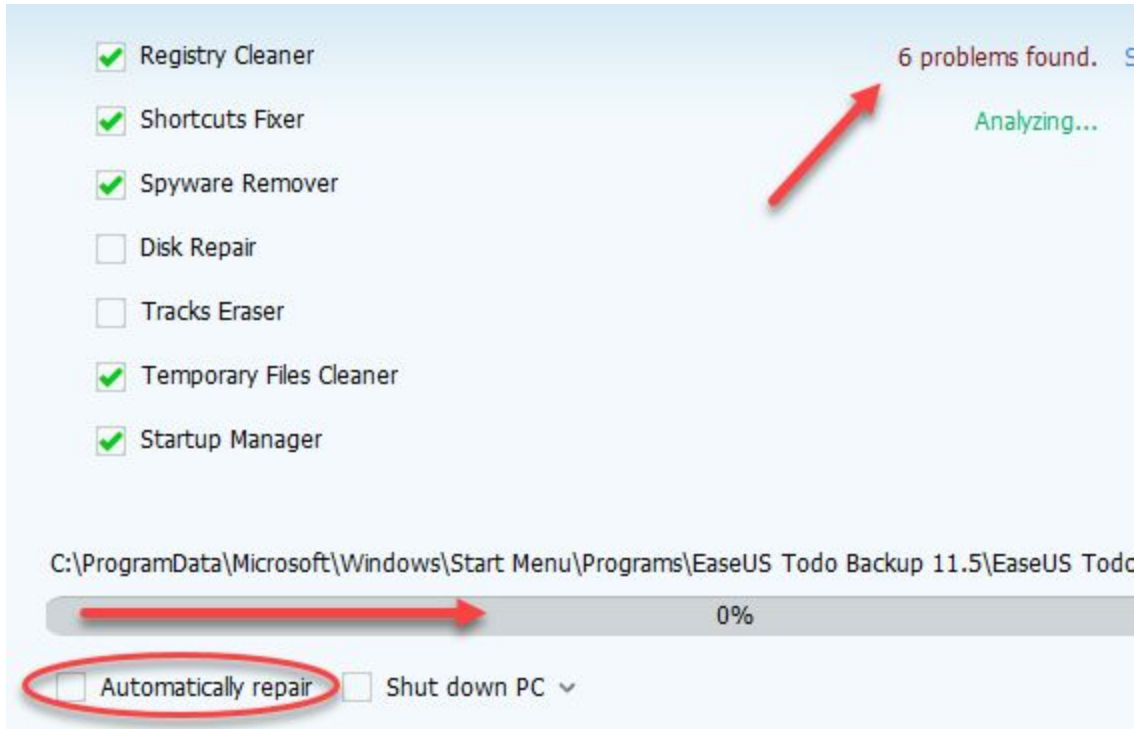 Registry Cleaner 6 problems found. S
Shortcuts Fixer Analyzing...
Spyware Remover
Disk Repair
Tracks Eraser
Temporary Files Cleaner
Startup Manager
C:\ProgramData\Microsoft\Windows\Start Menu\Programs\EaseUS Todo Backup 11.5\EaseUS Todo
0%
Automatically repair Shut down PC